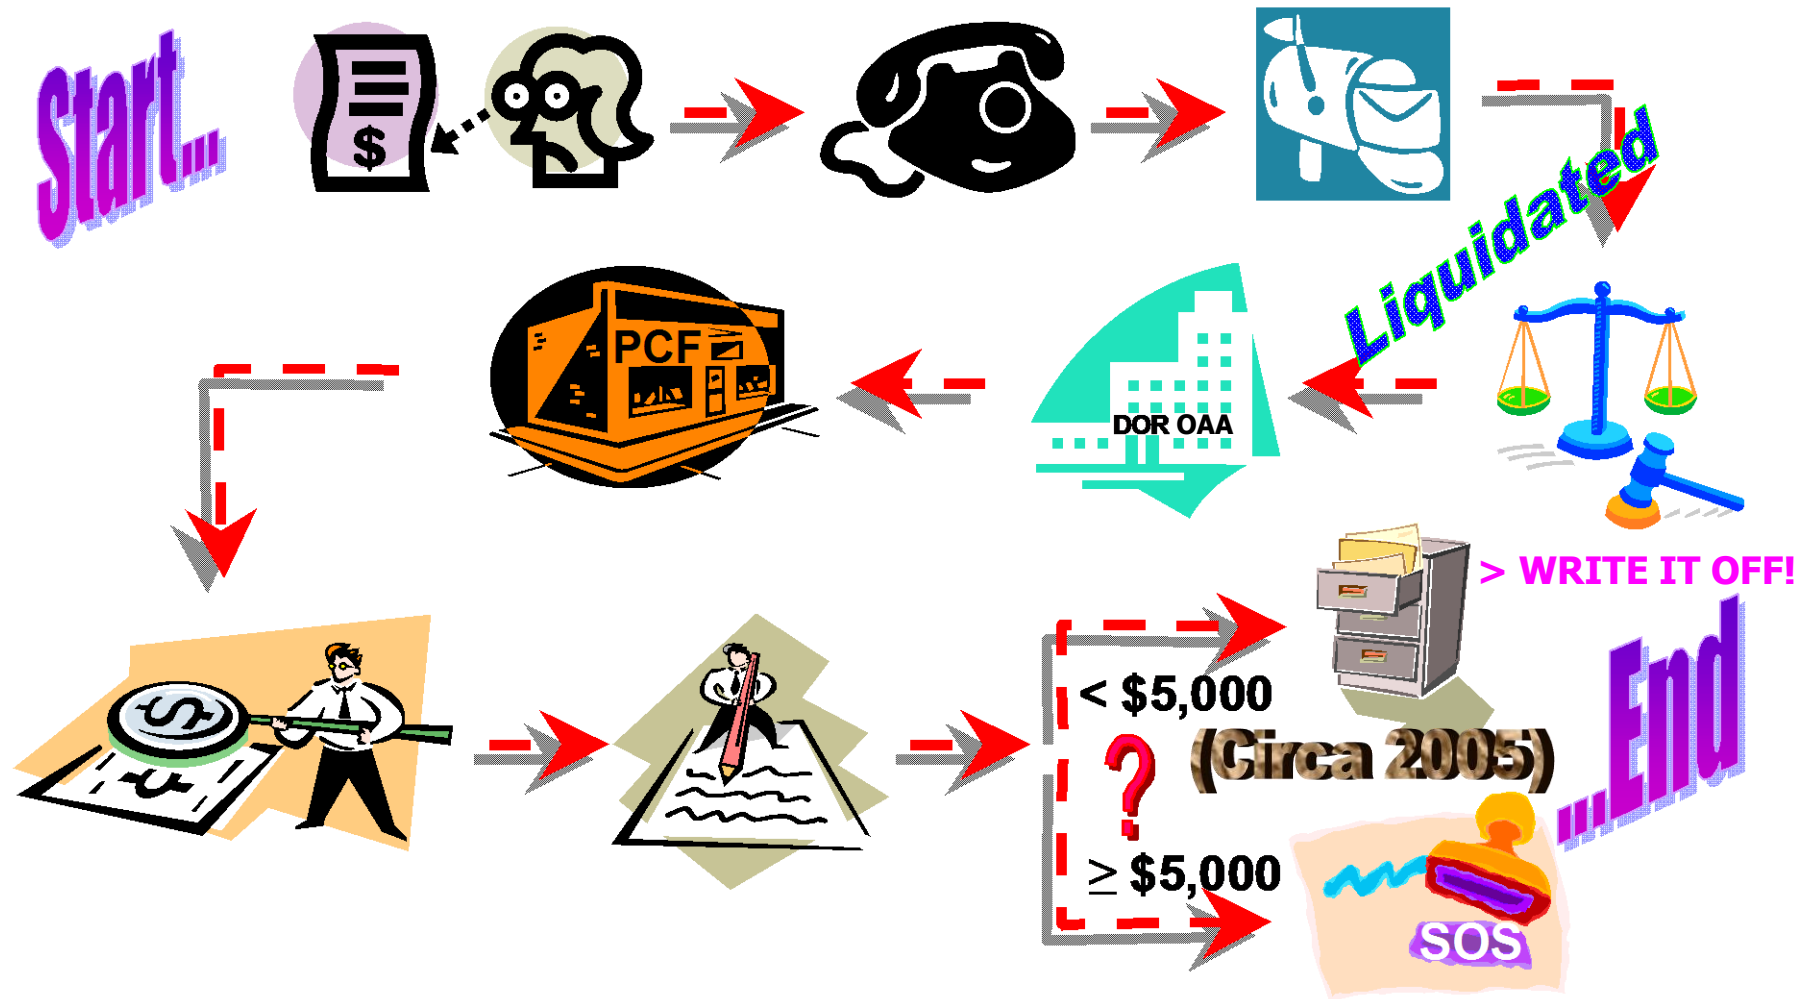 Start...
$
Liquidated
PCF
DOR OAA
> WRITE IT OFF!
< $5,000
(Circa 2005)
?
≥ $5,000
...End
$
SOS